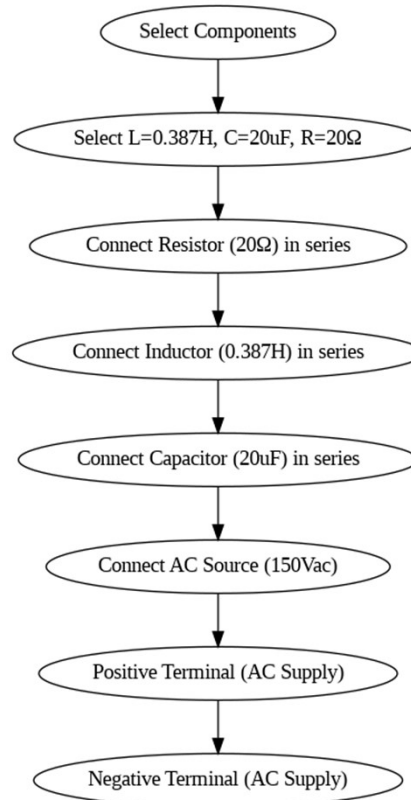 Select Components
Select L=0.387H, C=20uF, R=20Ω
Connect Resistor (20Ω) in series
Connect Inductor (0.387H) in series
Connect Capacitor (20uF) in series
Connect AC Source (150Vac)
Positive Terminal (AC Supply)
Negative Terminal (AC Supply)